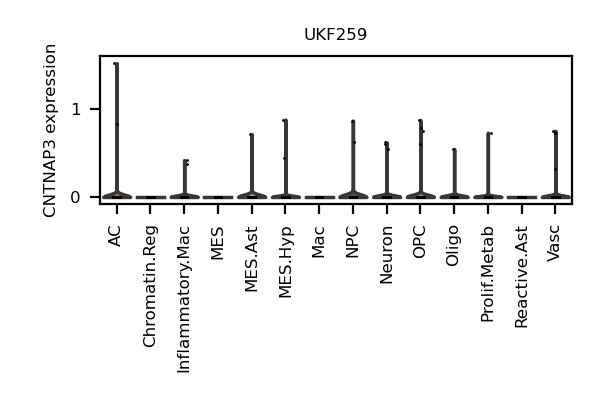 UKF259
CNTNAP3 expression
1
0
AC
Chromatin.Reg
Inflammatory.Mac
MES
MES.Ast
MES.Hyp
Mac
NPC
Neuron
OPC
Oligo
Prolif.Metab
Reactive.Ast
Vasc